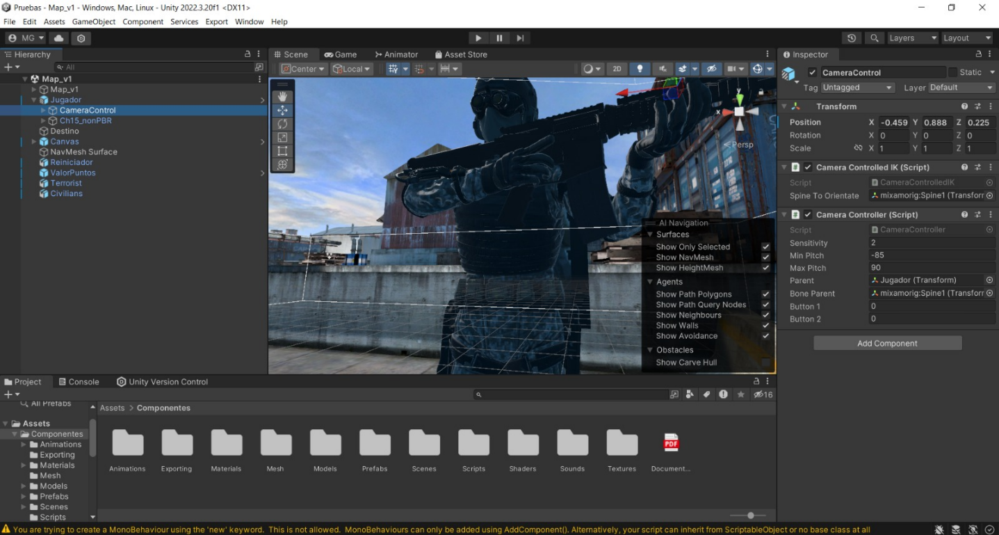 Pruebas - Map_v1 - Windows, Mac, Linux - Unity 2022.3.20f1 <DX11>
File Edit Assets GameObject Component Services Export Window Help
MG
Layers Layout
Hierarchy
All
Map_v1
Map_v1
Jugador
CameraControl
Ch15_nonPBR
Destino
Canvas
NavMesh Surface
Reiniciador
ValorPuntos
Terrorist
Civilians
Scene Game Animator Asset Store
Center Local 2D
y
x
Persp
AI Navigation
Surfaces
Show Only Selected
Show NavMesh
Show HeightMesh
Agents
Show Path Polygons
Show Path Query Nodes
Show Neighbours
Show Walls
Show Avoidance
Obstacles
Show Carve Hull
Inspector
CameraControl Static
Tag Untagged Layer Default
Transform
Position X -0.459 Y 0.888 Z 0.225
Rotation X 0 Y 0 Z 0
Scale X 1 Y 1 Z 1
Camera Controlled IK (Script)
Script CameraControlledIK
Spine To Orientate mixamorig:Spine1 (Transforr
Camera Controller (Script)
Script CameraController
Sensitivity 2
Min Pitch -85
Max Pitch 90
Parent Jugador (Transform)
Bone Parent mixamorig:Spine1 (Transforr
Button 1 0
Button 2 0
Add Component
Project Console Unity Version Control
16
All Prefabs
Assets
Componentes
Animations
Exporting
Materials
Mesh
Models
Prefabs
Scenes
Scripts
Assets > Componentes
Animations Exporting Materials Mesh Models Prefabs Scenes Scripts Shaders Sounds Textures Document...
PDF
You are trying to create a MonoBehaviour using the 'new' keyword. This is not allowed. MonoBehaviours can only be added using AddComponent(). Alternatively, your script can inherit from ScriptableObject or no base class at all